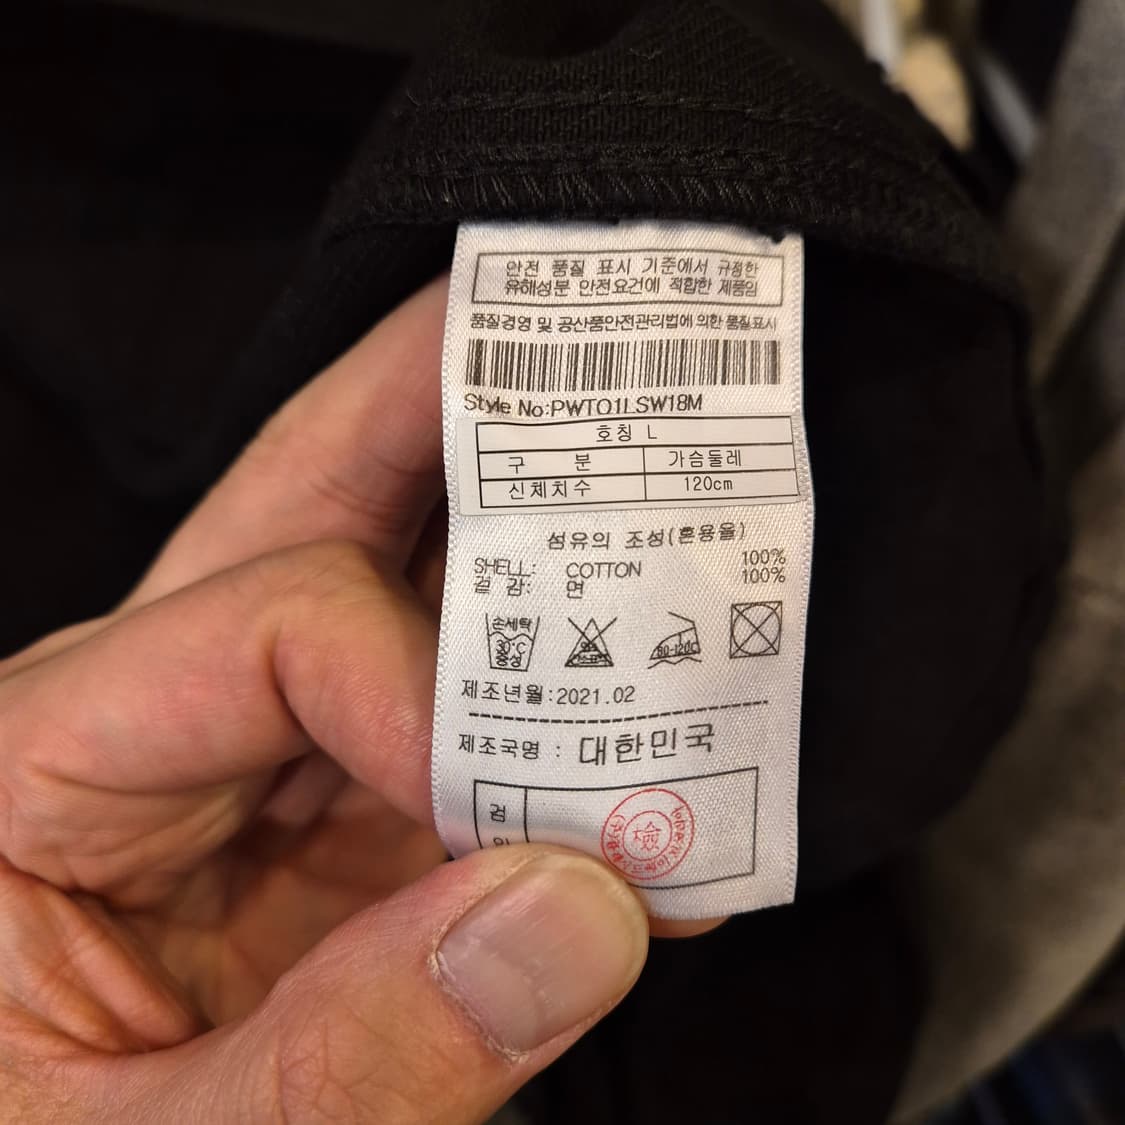 안전 품질 표시 기준에서 규정한
유해성분 안전요건에 적합한 제품임
품질경영 및 공산품안전관리법에 의한 품질표시
Style No:PWTO1LSW18M
호칭 L
구 분 가슴둘레
신체치수 120cm
섬유의 조성(혼용율)
SHELL: COTTON 100%
겉 감: 면 100%
손세탁
30℃
중성
80-120℃
제조년월:2021.02
제조국명 : 대한민국
검
檢